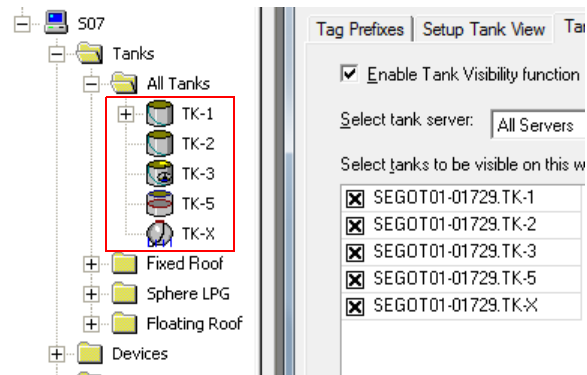 S07
Tanks
All Tanks
TK-1
TK-2
TK-3
TK-5
TK-X
Fixed Roof
Sphere LPG
Floating Roof
Devices
Tag Prefixes
Setup Tank View
Enable Tank Visibility function
Select tank server:
All Servers
Select tanks to be visible on this
SEGOT01-01729.TK-1
SEGOT01-01729.TK-2
SEGOT01-01729.TK-3
SEGOT01-01729.TK-5
SEGOT01-01729.TK-X